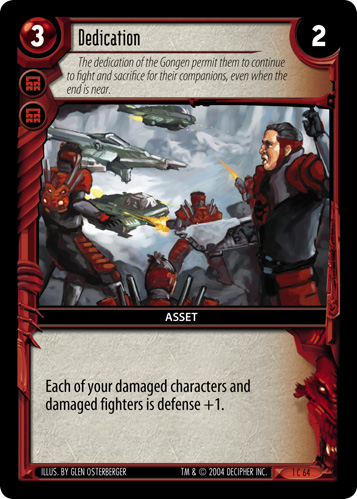 3
Dedication
2
The dedication of the Gongen permit them to continue
to fight and sacrifice for their companions, even when the
end is near.
ASSET
Each of your damaged characters and
damaged fighters is defense +1.
ILLUS. BY GLEN OSTERBERGER
TM & © 2004 DECIPHER INC.
1 C 64